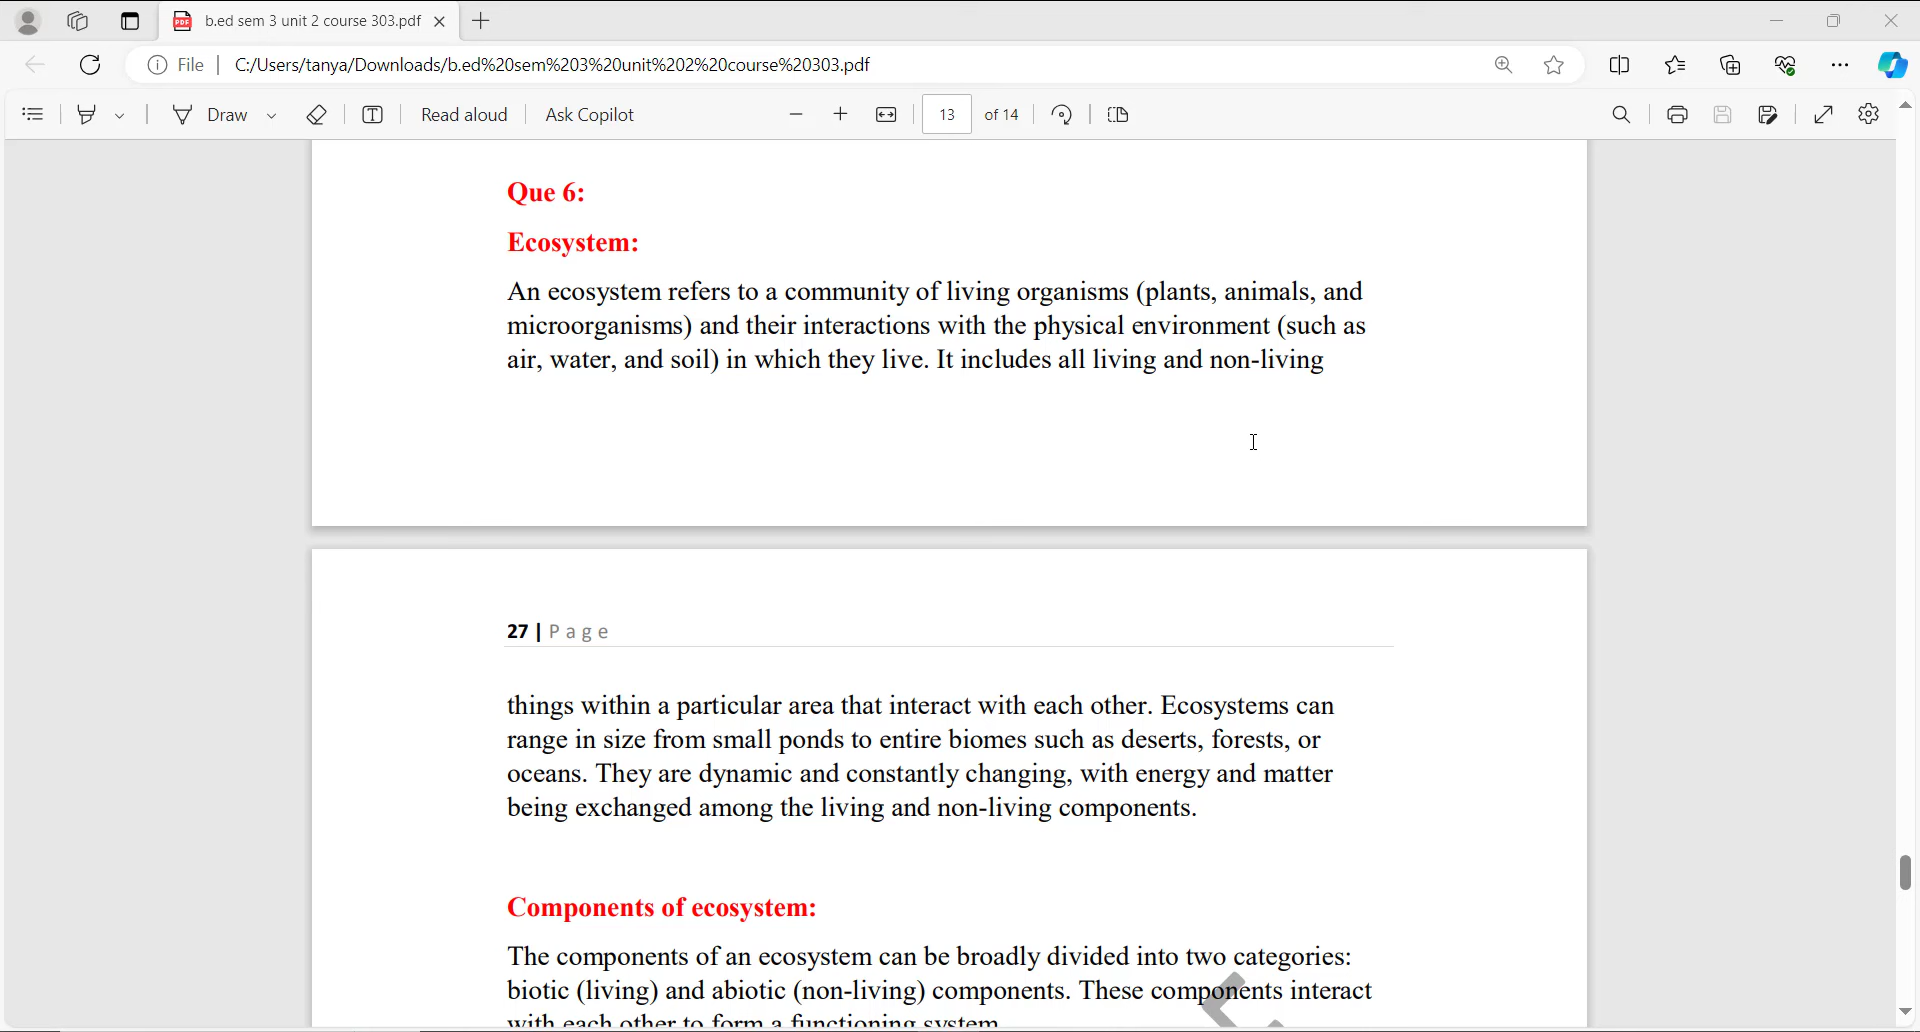 b.ed sem 3 unit 2 course 303.pdf
File C:/Users/tanya/Downloads/b.ed%20sem%203%20unit%202%20course%20303.pdf
Draw Read aloud Ask Copilot 13 of 14
Que 6:
Ecosystem:
An ecosystem refers to a community of living organisms (plants, animals, and
microorganisms) and their interactions with the physical environment (such as
air, water, and soil) in which they live. It includes all living and non-living
27 | Page
things within a particular area that interact with each other. Ecosystems can
range in size from small ponds to entire biomes such as deserts, forests, or
oceans. They are dynamic and constantly changing, with energy and matter
being exchanged among the living and non-living components.
Components of ecosystem:
The components of an ecosystem can be broadly divided into two categories:
biotic (living) and abiotic (non-living) components. These components interact
with each other to form a functioning system.